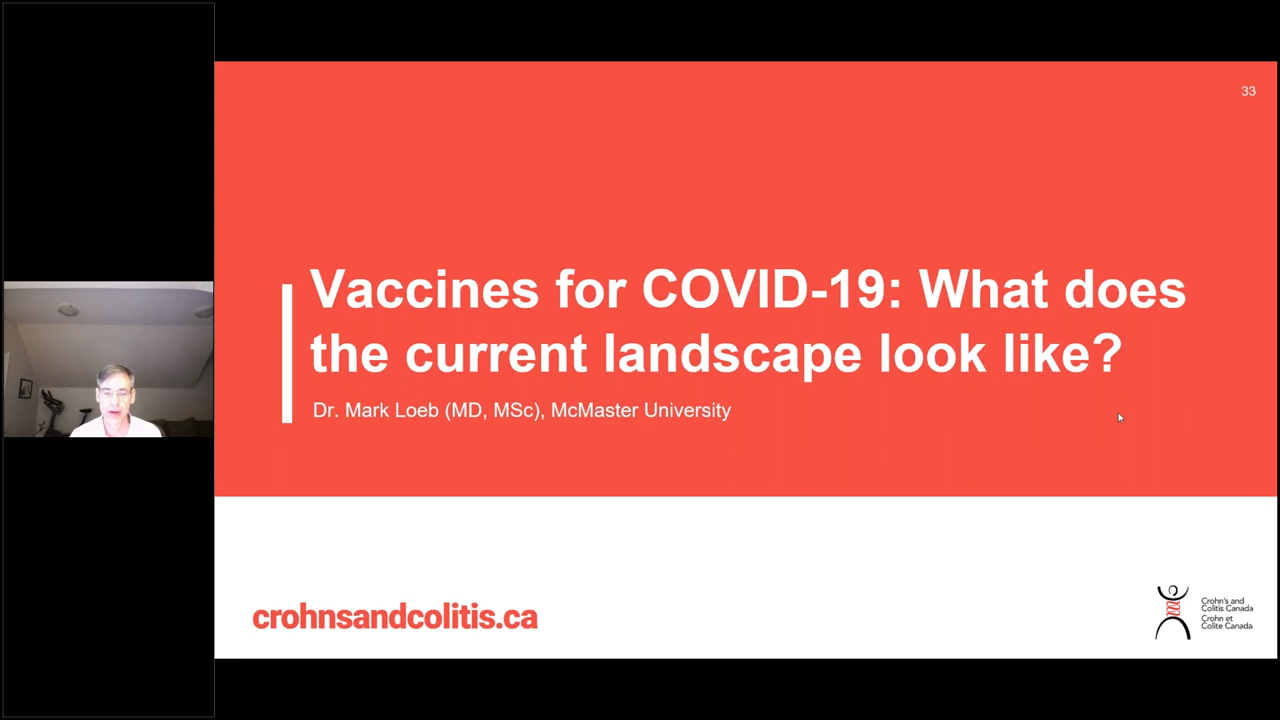 33
Vaccines for COVID-19: What does
the current landscape look like?
Dr. Mark Loeb (MD, MSc), McMaster University
crohnsandcolitis.ca
Crohn's and
Colitis Canada
Crohn et
Colite Canada